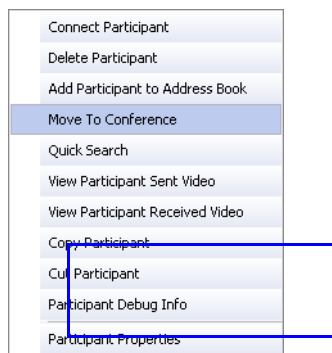 Connect Participant
Delete Participant
Add Participant to Address Book
Move To Conference
Quick Search
View Participant Sent Video
View Participant Received Video
Copy Participant
Cut Participant
Participant Debug Info
Participant Properties